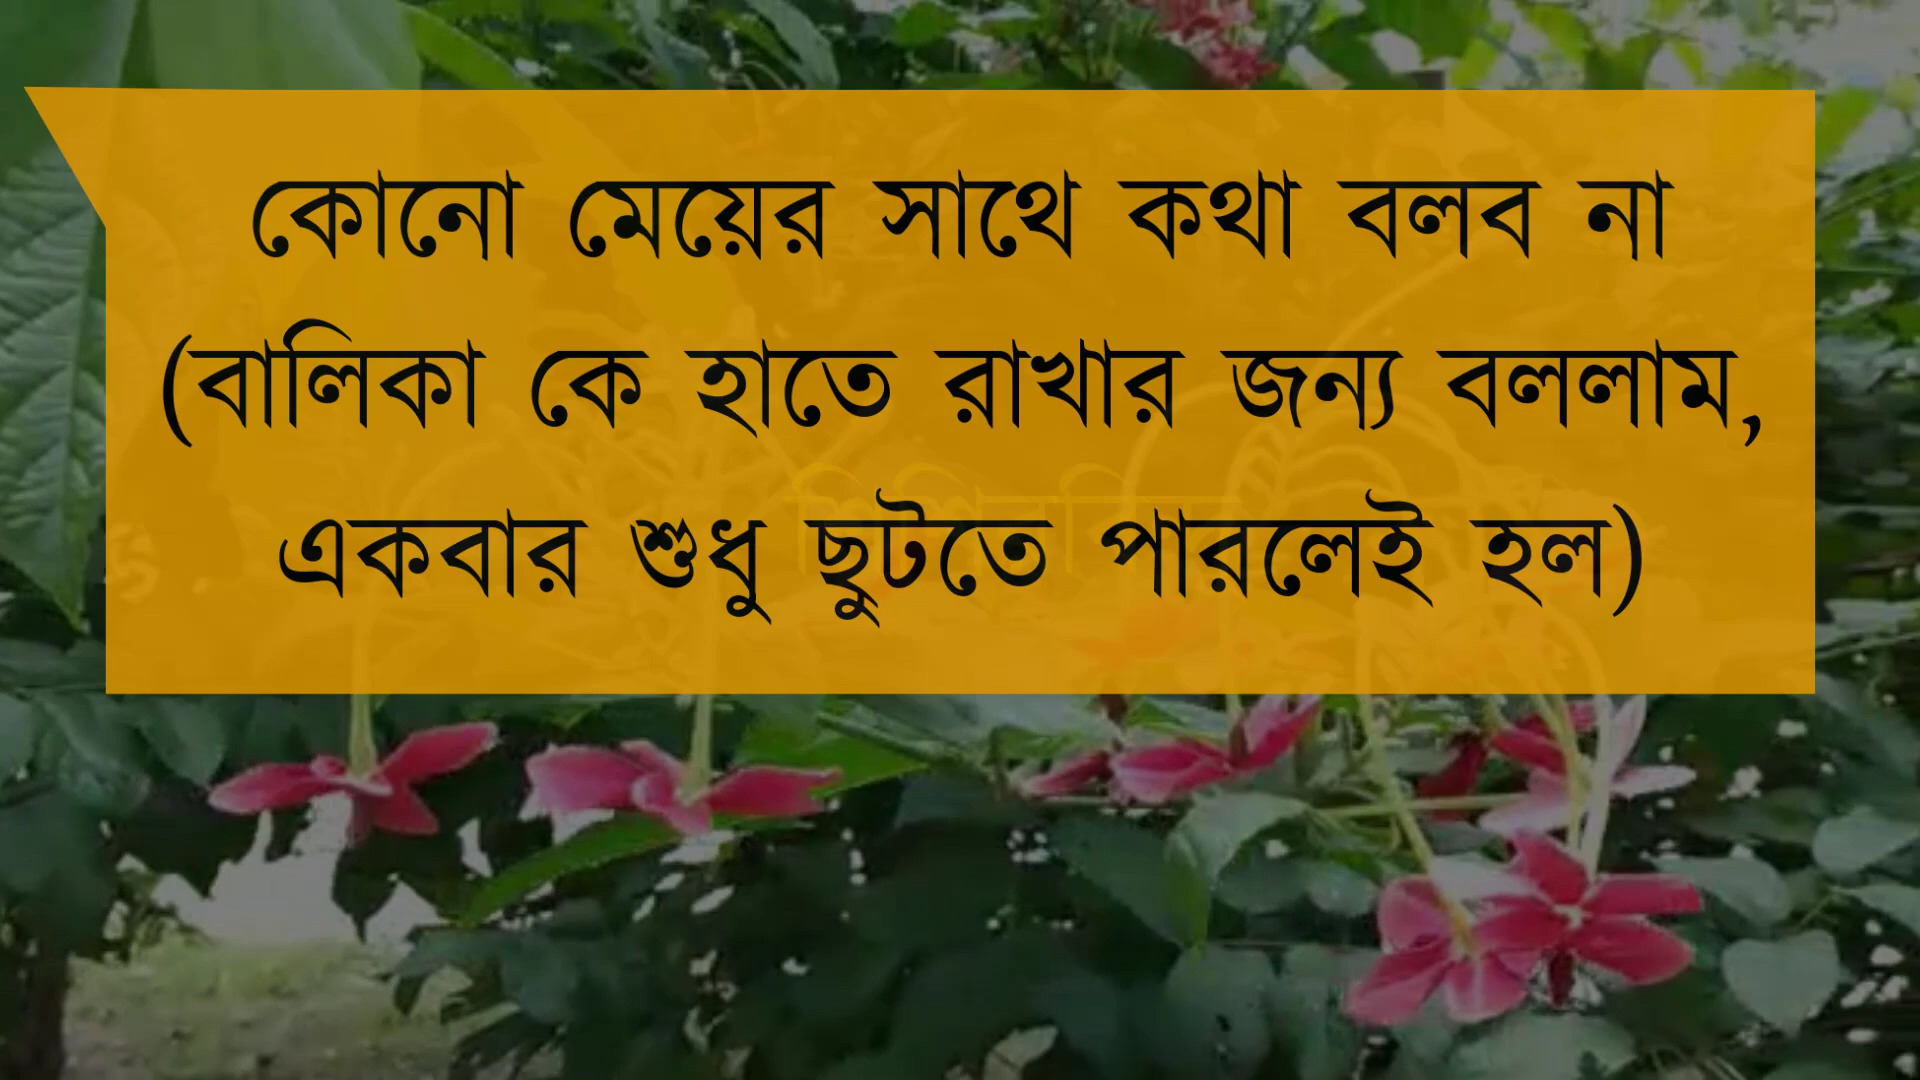 কোনো মেয়ের সাথে কথা বলব না
(বালিকা কে হাতে রাখার জন্য বললাম,
একবার শুধু ছুটতে পারলেই হল)